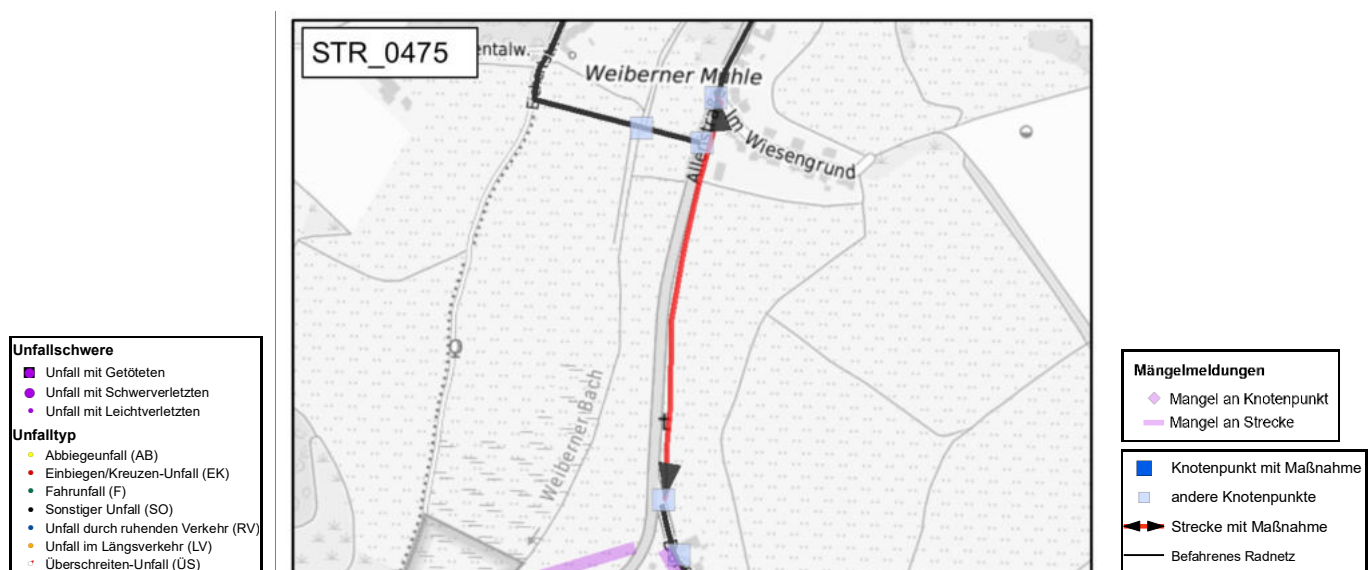 STR_0475
entalw.
Eichertstr.
Weiberner Mühle
Allenstraß
Im Wiesengrund
Weiberner Bach
Unfallschwere
Unfall mit Getöteten
Unfall mit Schwerverletzten
Unfall mit Leichtverletzten
Unfalltyp
Abbiegeunfall (AB)
Einbiegen/Kreuzen-Unfall (EK)
Fahrunfall (F)
Sonstiger Unfall (SO)
Unfall durch ruhenden Verkehr (RV)
Unfall im Längsverkehr (LV)
Überschreiten-Unfall (ÜS)
Mängelmeldungen
Mangel an Knotenpunkt
Mangel an Strecke
Knotenpunkt mit Maßnahme
andere Knotenpunkte
Strecke mit Maßnahme
Befahrenes Radnetz